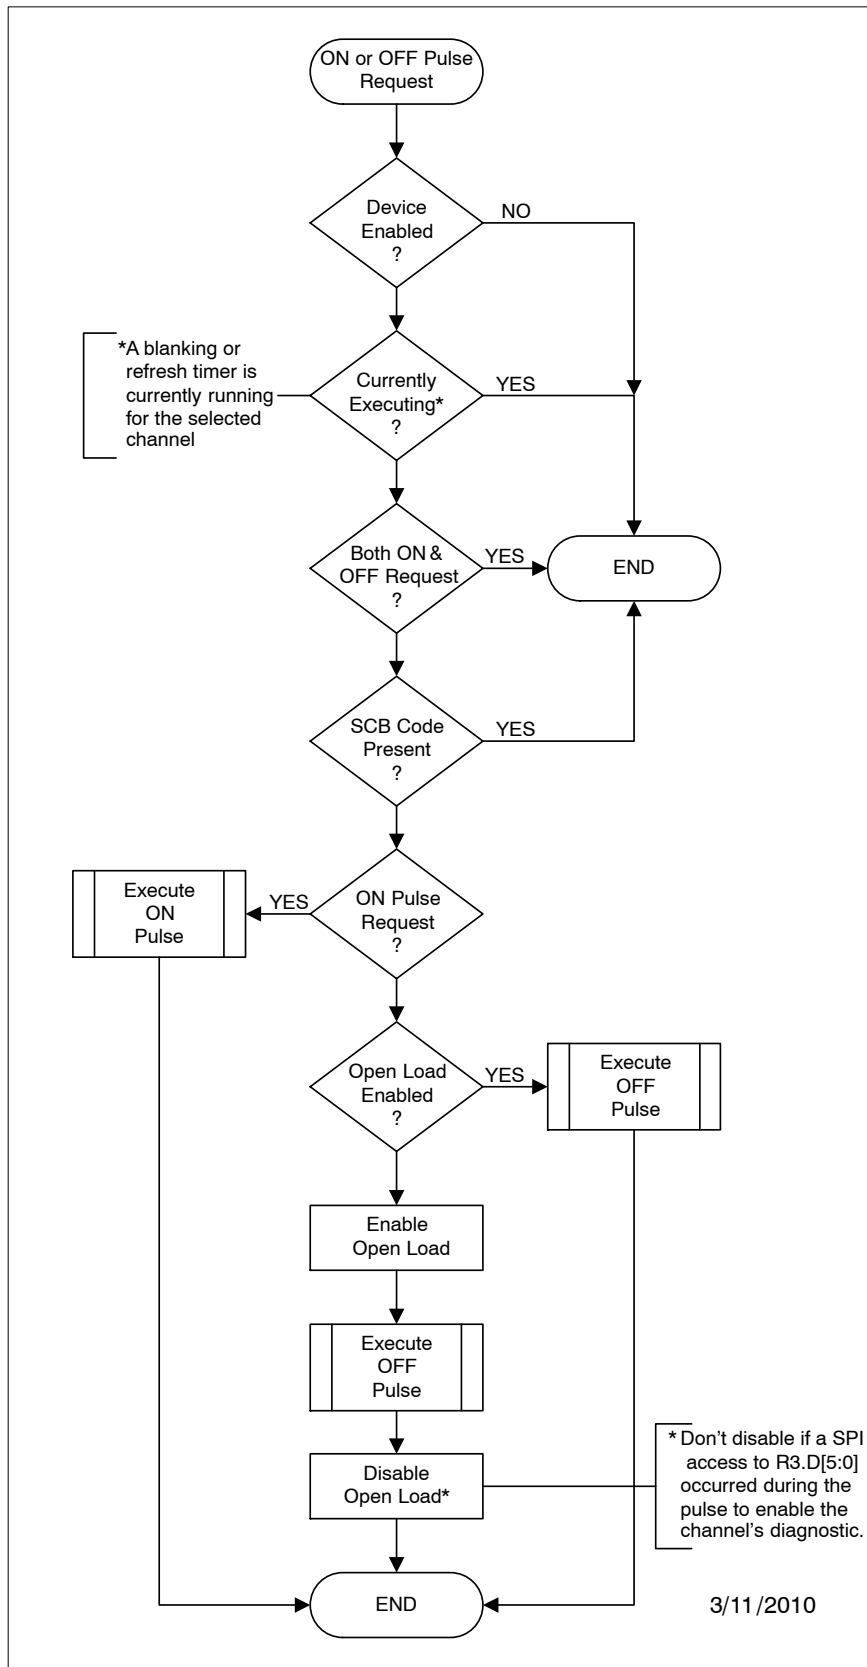 ON or OFF Pulse
Request
Device
Enabled
?
NO
*A blanking or
refresh timer is
currently running
for the selected
channel
Currently
Executing*
?
YES
Both ON &
OFF Request
?
YES
END
SCB Code
Present
?
YES
Execute
ON
Pulse
YES
ON Pulse
Request
?
Open Load
Enabled
?
YES
Execute
OFF
Pulse
Enable
Open Load
Execute
OFF
Pulse
Disable
Open Load*
* Don't disable if a SPI
access to R3.D[5:0]
occurred during the
pulse to enable the
channel's diagnostic.
END
3/11/2010